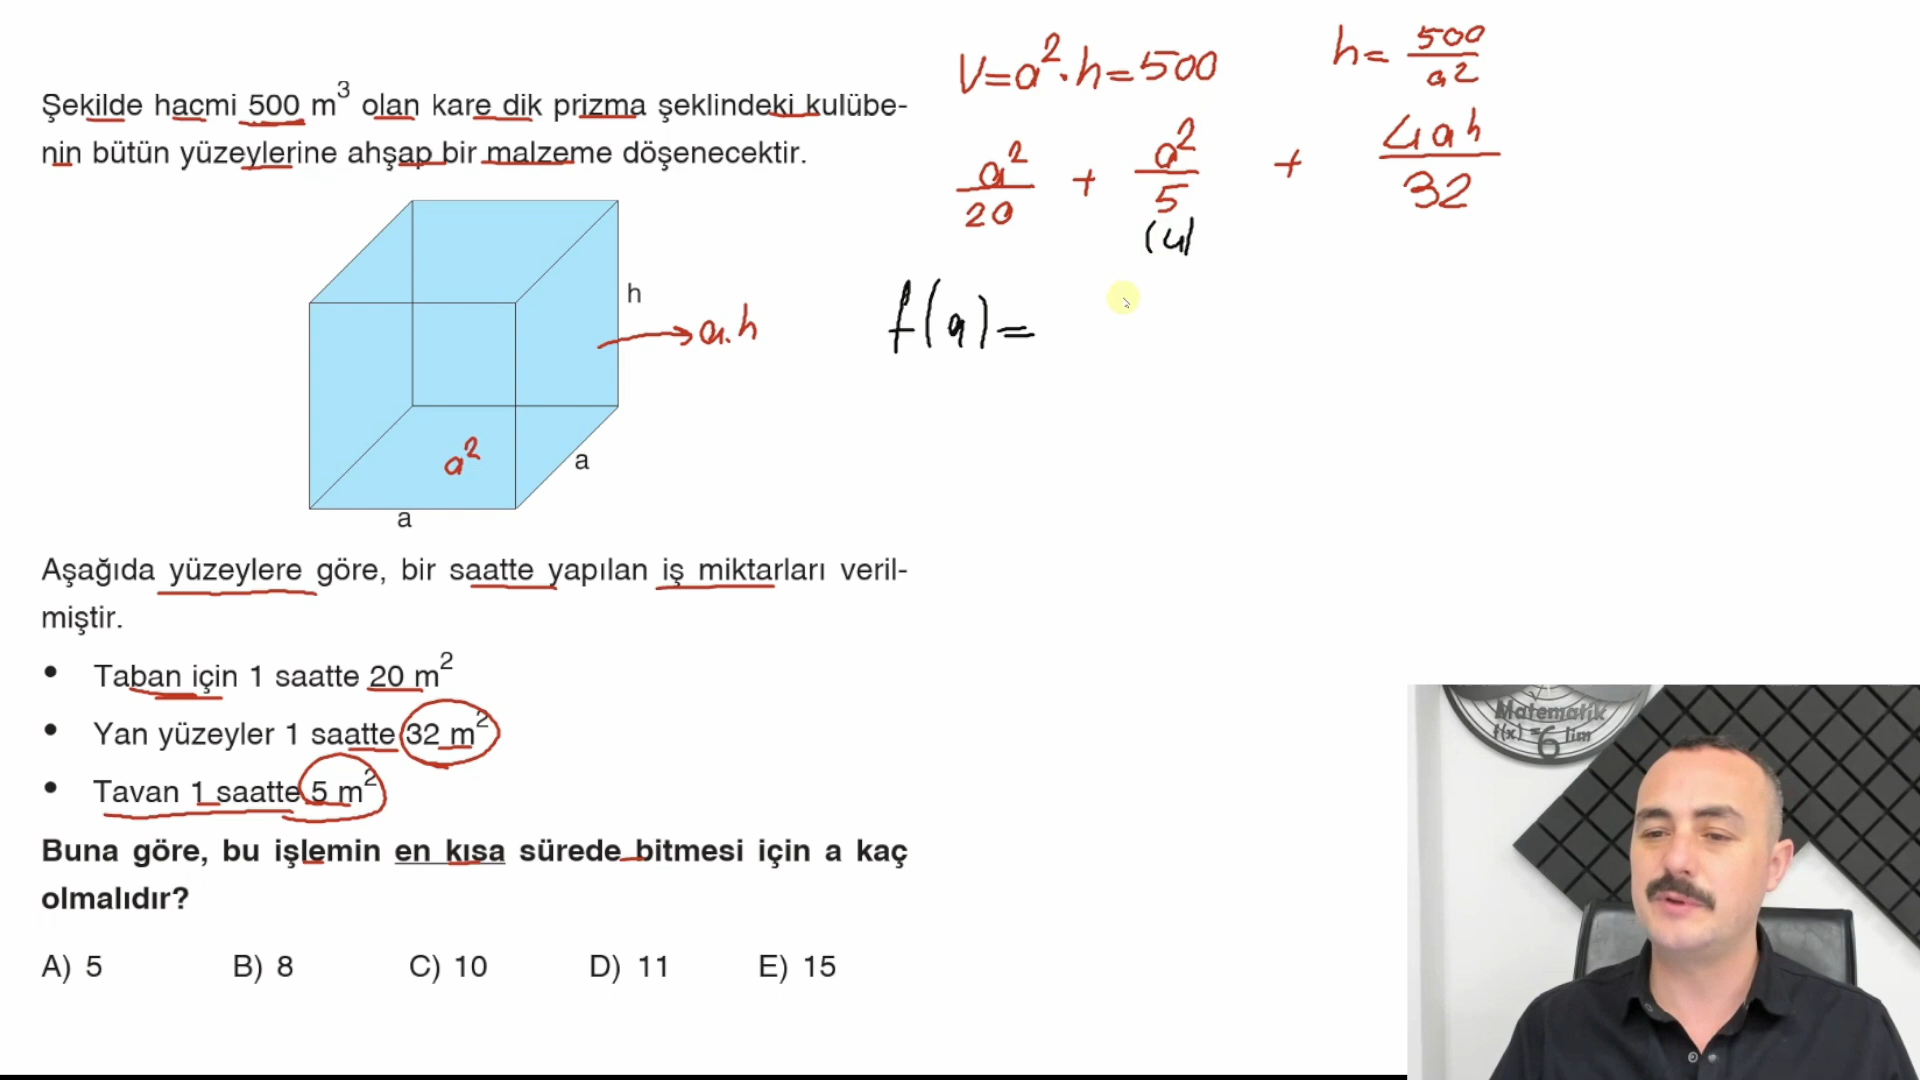 Şekilde hacmi 500 m³ olan kare dik prizma şeklindeki kulübe-
nin bütün yüzeylerine ahşap bir malzeme döşenecektir.
h
a.h
a²
a
a
Aşağıda yüzeylere göre, bir saatte yapılan iş miktarları veril-
miştir.
• Taban için 1 saatte 20 m²
• Yan yüzeyler 1 saatte 32 m²
• Tavan 1 saatte 5 m²
Buna göre, bu işlemin en kısa sürede bitmesi için a kaç
olmalıdır?
A) 5 B) 8 C) 10 D) 11 E) 15
V=a².h=500
h=500/a²
a²/20 + a²/5 + 4ah/32
(4)
f(a)=
Matematik
f(x) =
6
lim